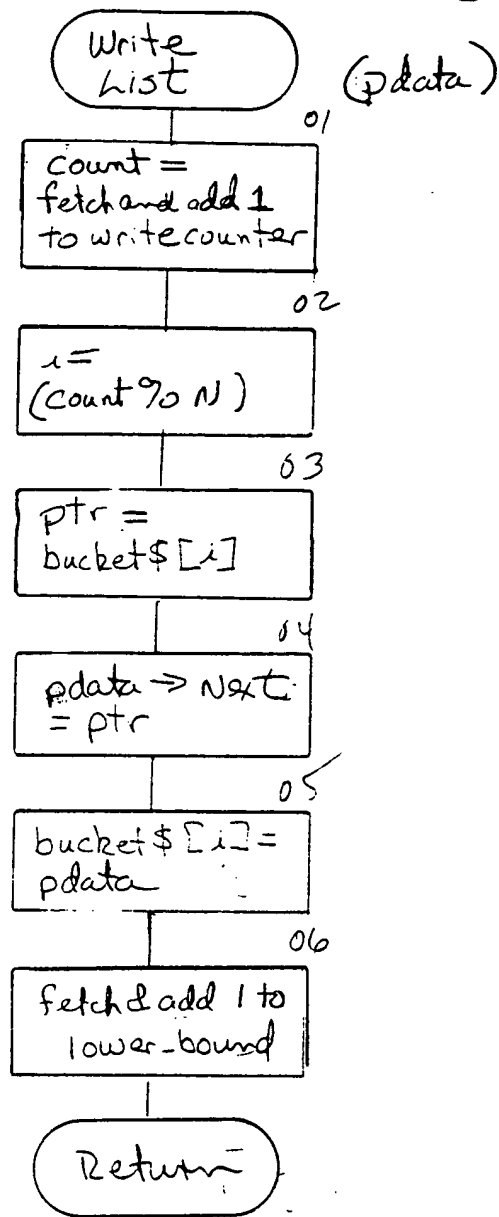 Write
List
(pdata)
01
count =
fetch and add 1
to writecounter
02
i =
(count % N)
03
ptr =
bucket$[i]
04
pdata → Next
= ptr
05
bucket$[i] =
pdata
06
fetch & add 1 to
lower_bound
Return